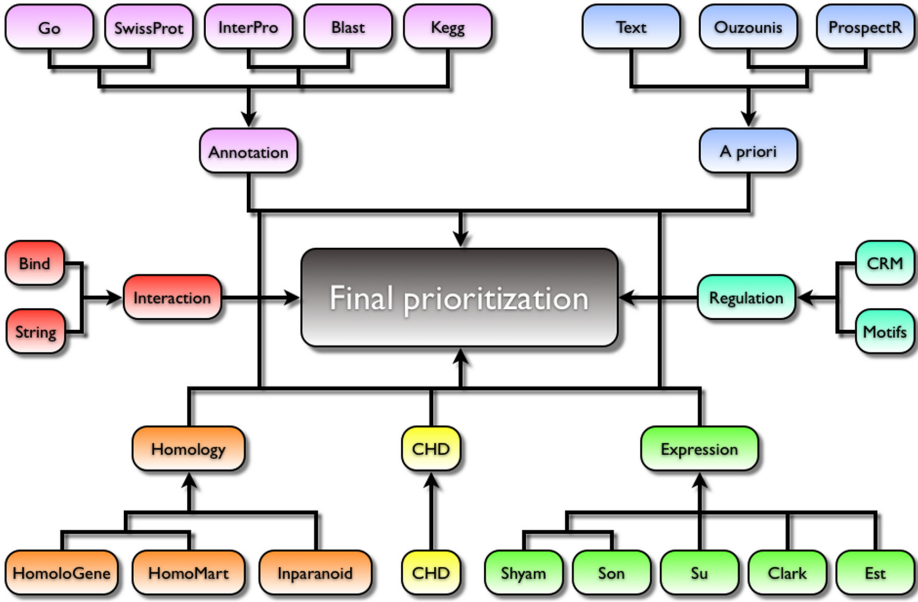 Go SwissProt InterPro Blast Kegg Text Ouzounis ProspectR
Annotation A priori
Bind CRM
Interaction Final prioritization Regulation
String Motifs
Homology CHD Expression
HomoloGene HomoMart Inparanoid CHD Shyam Son Su Clark Est